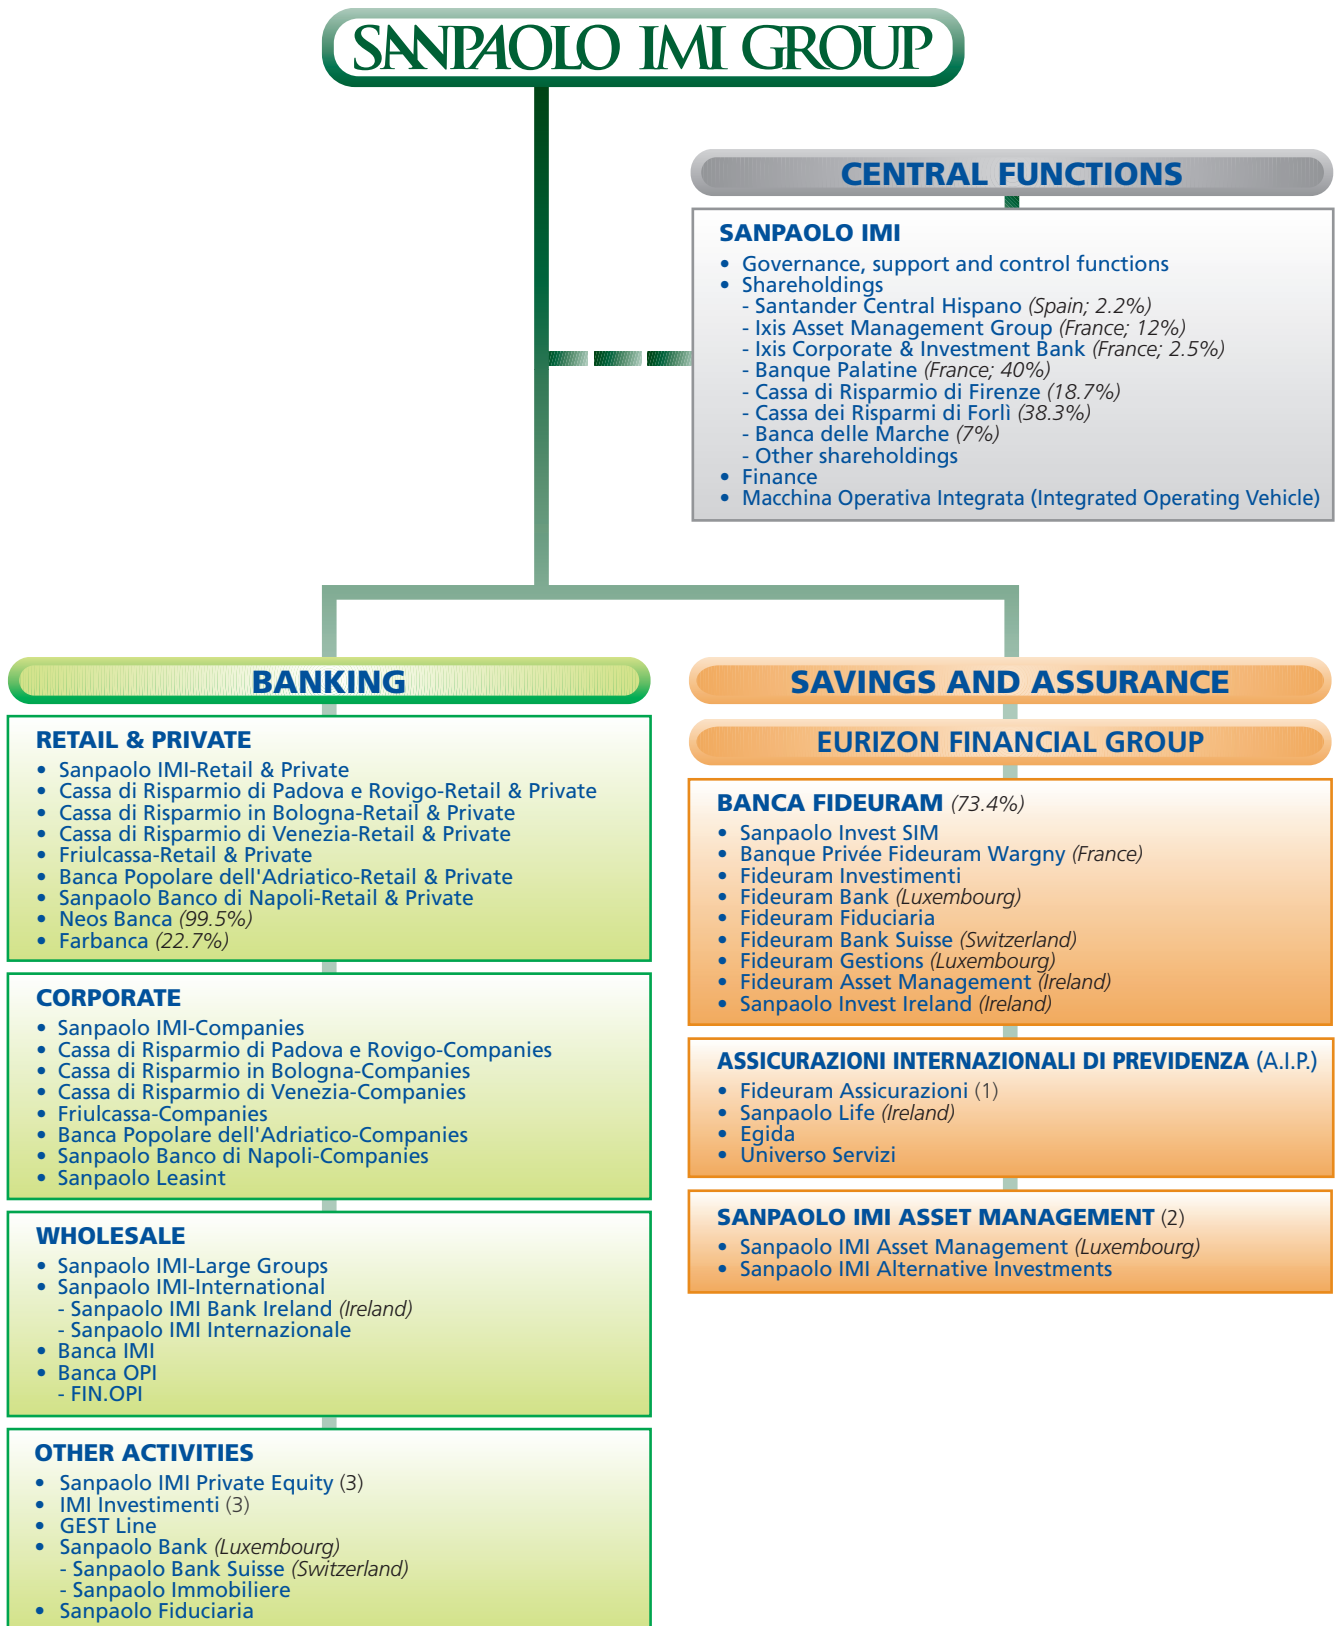 SANPAOLO IMI GROUP
CENTRAL FUNCTIONS
SANPAOLO IMI
• Governance, support and control functions
• Shareholdings
- Santander Central Hispano (Spain; 2.2%)
- Ixis Asset Management Group (France; 12%)
- Ixis Corporate & Investment Bank (France; 2.5%)
- Banque Palatine (France; 40%)
- Cassa di Risparmio di Firenze (18.7%)
- Cassa dei Risparmi di Forlì (38.3%)
- Banca delle Marche (7%)
- Other shareholdings
• Finance
• Macchina Operativa Integrata (Integrated Operating Vehicle)
BANKING
RETAIL & PRIVATE
• Sanpaolo IMI-Retail & Private
• Cassa di Risparmio di Padova e Rovigo-Retail & Private
• Cassa di Risparmio in Bologna-Retail & Private
• Cassa di Risparmio di Venezia-Retail & Private
• Friulcassa-Retail & Private
• Banca Popolare dell'Adriatico-Retail & Private
• Sanpaolo Banco di Napoli-Retail & Private
• Neos Banca (99.5%)
• Farbanca (22.7%)
CORPORATE
• Sanpaolo IMI-Companies
• Cassa di Risparmio di Padova e Rovigo-Companies
• Cassa di Risparmio in Bologna-Companies
• Cassa di Risparmio di Venezia-Companies
• Friulcassa-Companies
• Banca Popolare dell'Adriatico-Companies
• Sanpaolo Banco di Napoli-Companies
• Sanpaolo Leasint
WHOLESALE
• Sanpaolo IMI-Large Groups
• Sanpaolo IMI-International
- Sanpaolo IMI Bank Ireland (Ireland)
- Sanpaolo IMI Internazionale
• Banca IMI
• Banca OPI
- FIN.OPI
OTHER ACTIVITIES
• Sanpaolo IMI Private Equity (3)
• IMI Investimenti (3)
• GEST Line
• Sanpaolo Bank (Luxembourg)
- Sanpaolo Bank Suisse (Switzerland)
- Sanpaolo Immobiliere
• Sanpaolo Fiduciaria
SAVINGS AND ASSURANCE
EURIZON FINANCIAL GROUP
BANCA FIDEURAM (73.4%)
• Sanpaolo Invest SIM
• Banque Privée Fideuram Wargny (France)
• Fideuram Investimenti
• Fideuram Bank (Luxembourg)
• Fideuram Fiduciaria
• Fideuram Bank Suisse (Switzerland)
• Fideuram Gestions (Luxembourg)
• Fideuram Asset Management (Ireland)
• Sanpaolo Invest Ireland (Ireland)
ASSICURAZIONI INTERNAZIONALI DI PREVIDENZA (A.I.P.)
• Fideuram Assicurazioni (1)
• Sanpaolo Life (Ireland)
• Egida
• Universo Servizi
SANPAOLO IMI ASSET MANAGEMENT (2)
• Sanpaolo IMI Asset Management (Luxembourg)
• Sanpaolo IMI Alternative Investments